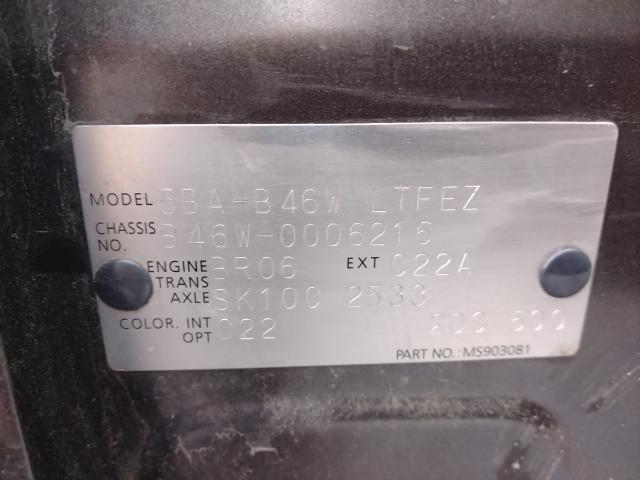 MODEL 5BA-B46W LTFEZ
CHASSIS NO. B46W-0006215
ENGINE BR06 EXT C22A
TRANS AXLE SK10C 2533
COLOR. INT C22 20C 500
OPT
PART NO.: MS903081